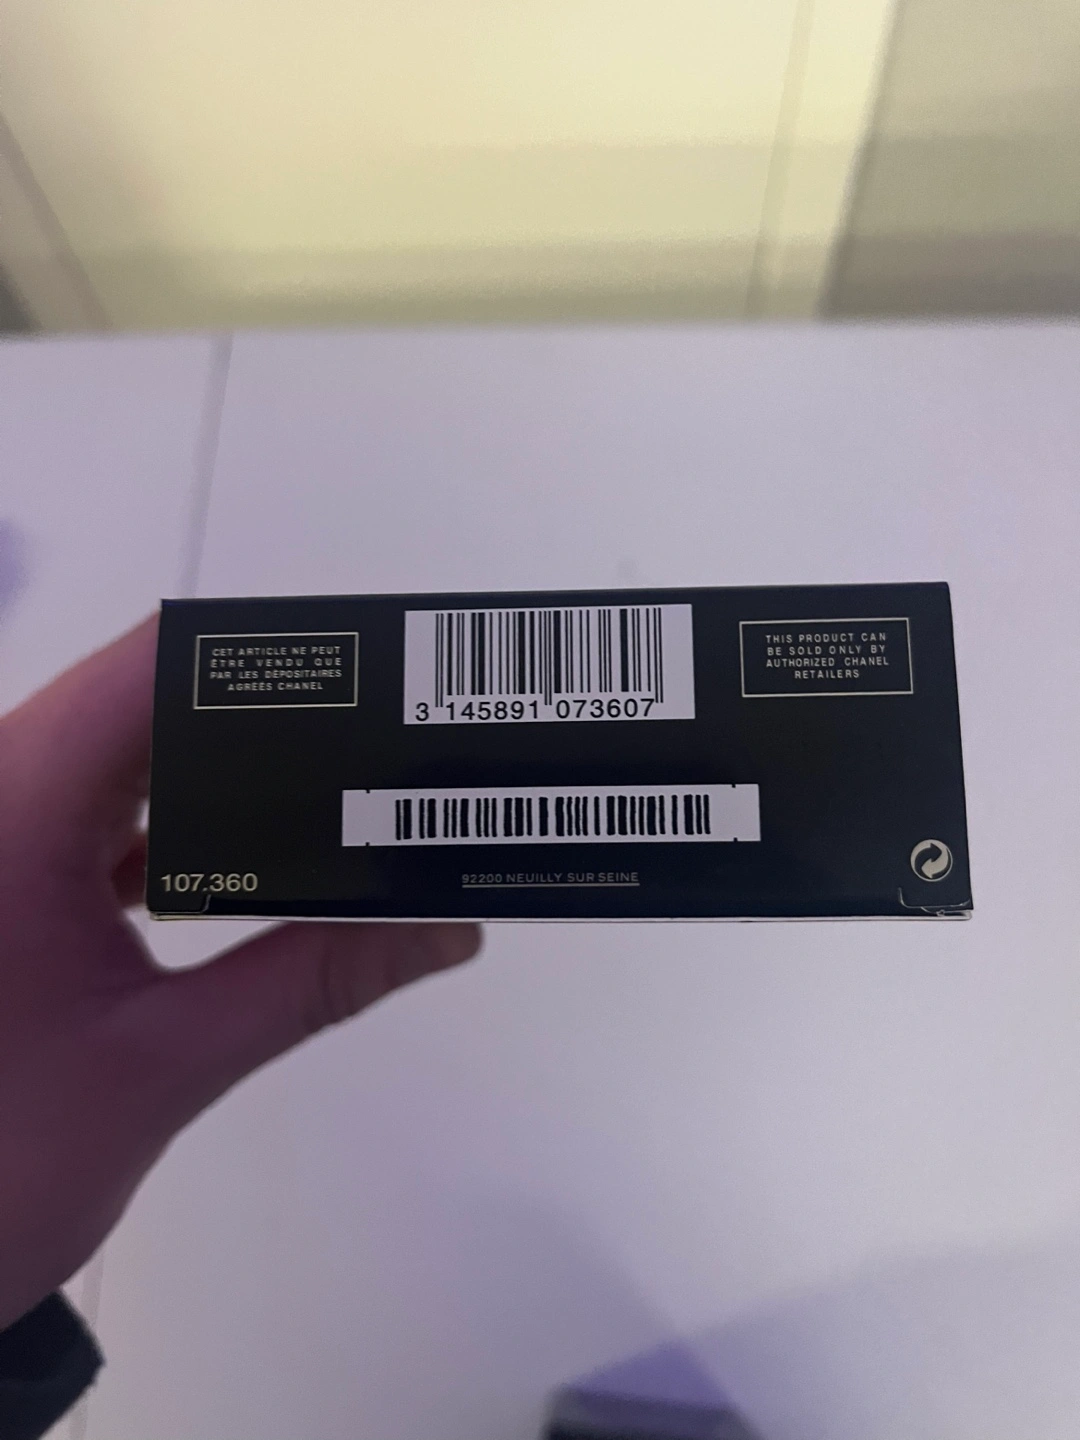 CET ARTICLE NE PEUT
ÊTRE VENDU QUE
PAR LES DÉPOSITAIRES
AGRÉÉS CHANEL
3 145891 073607
THIS PRODUCT CAN
BE SOLD ONLY BY
AUTHORIZED CHANEL
RETAILERS
107.360
92200 NEUILLY SUR SEINE